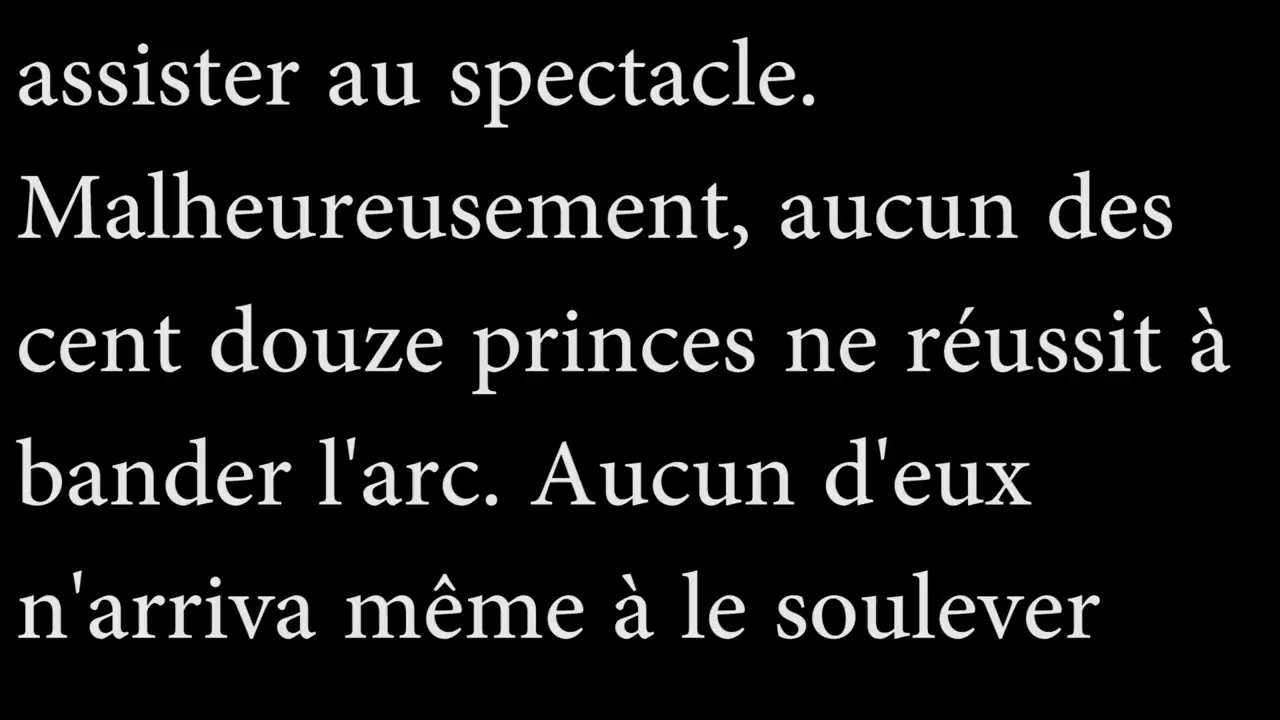 assister au spectacle.
Malheureusement, aucun des
cent douze princes ne réussit à
bander l'arc. Aucun d'eux
n'arriva même à le soulever